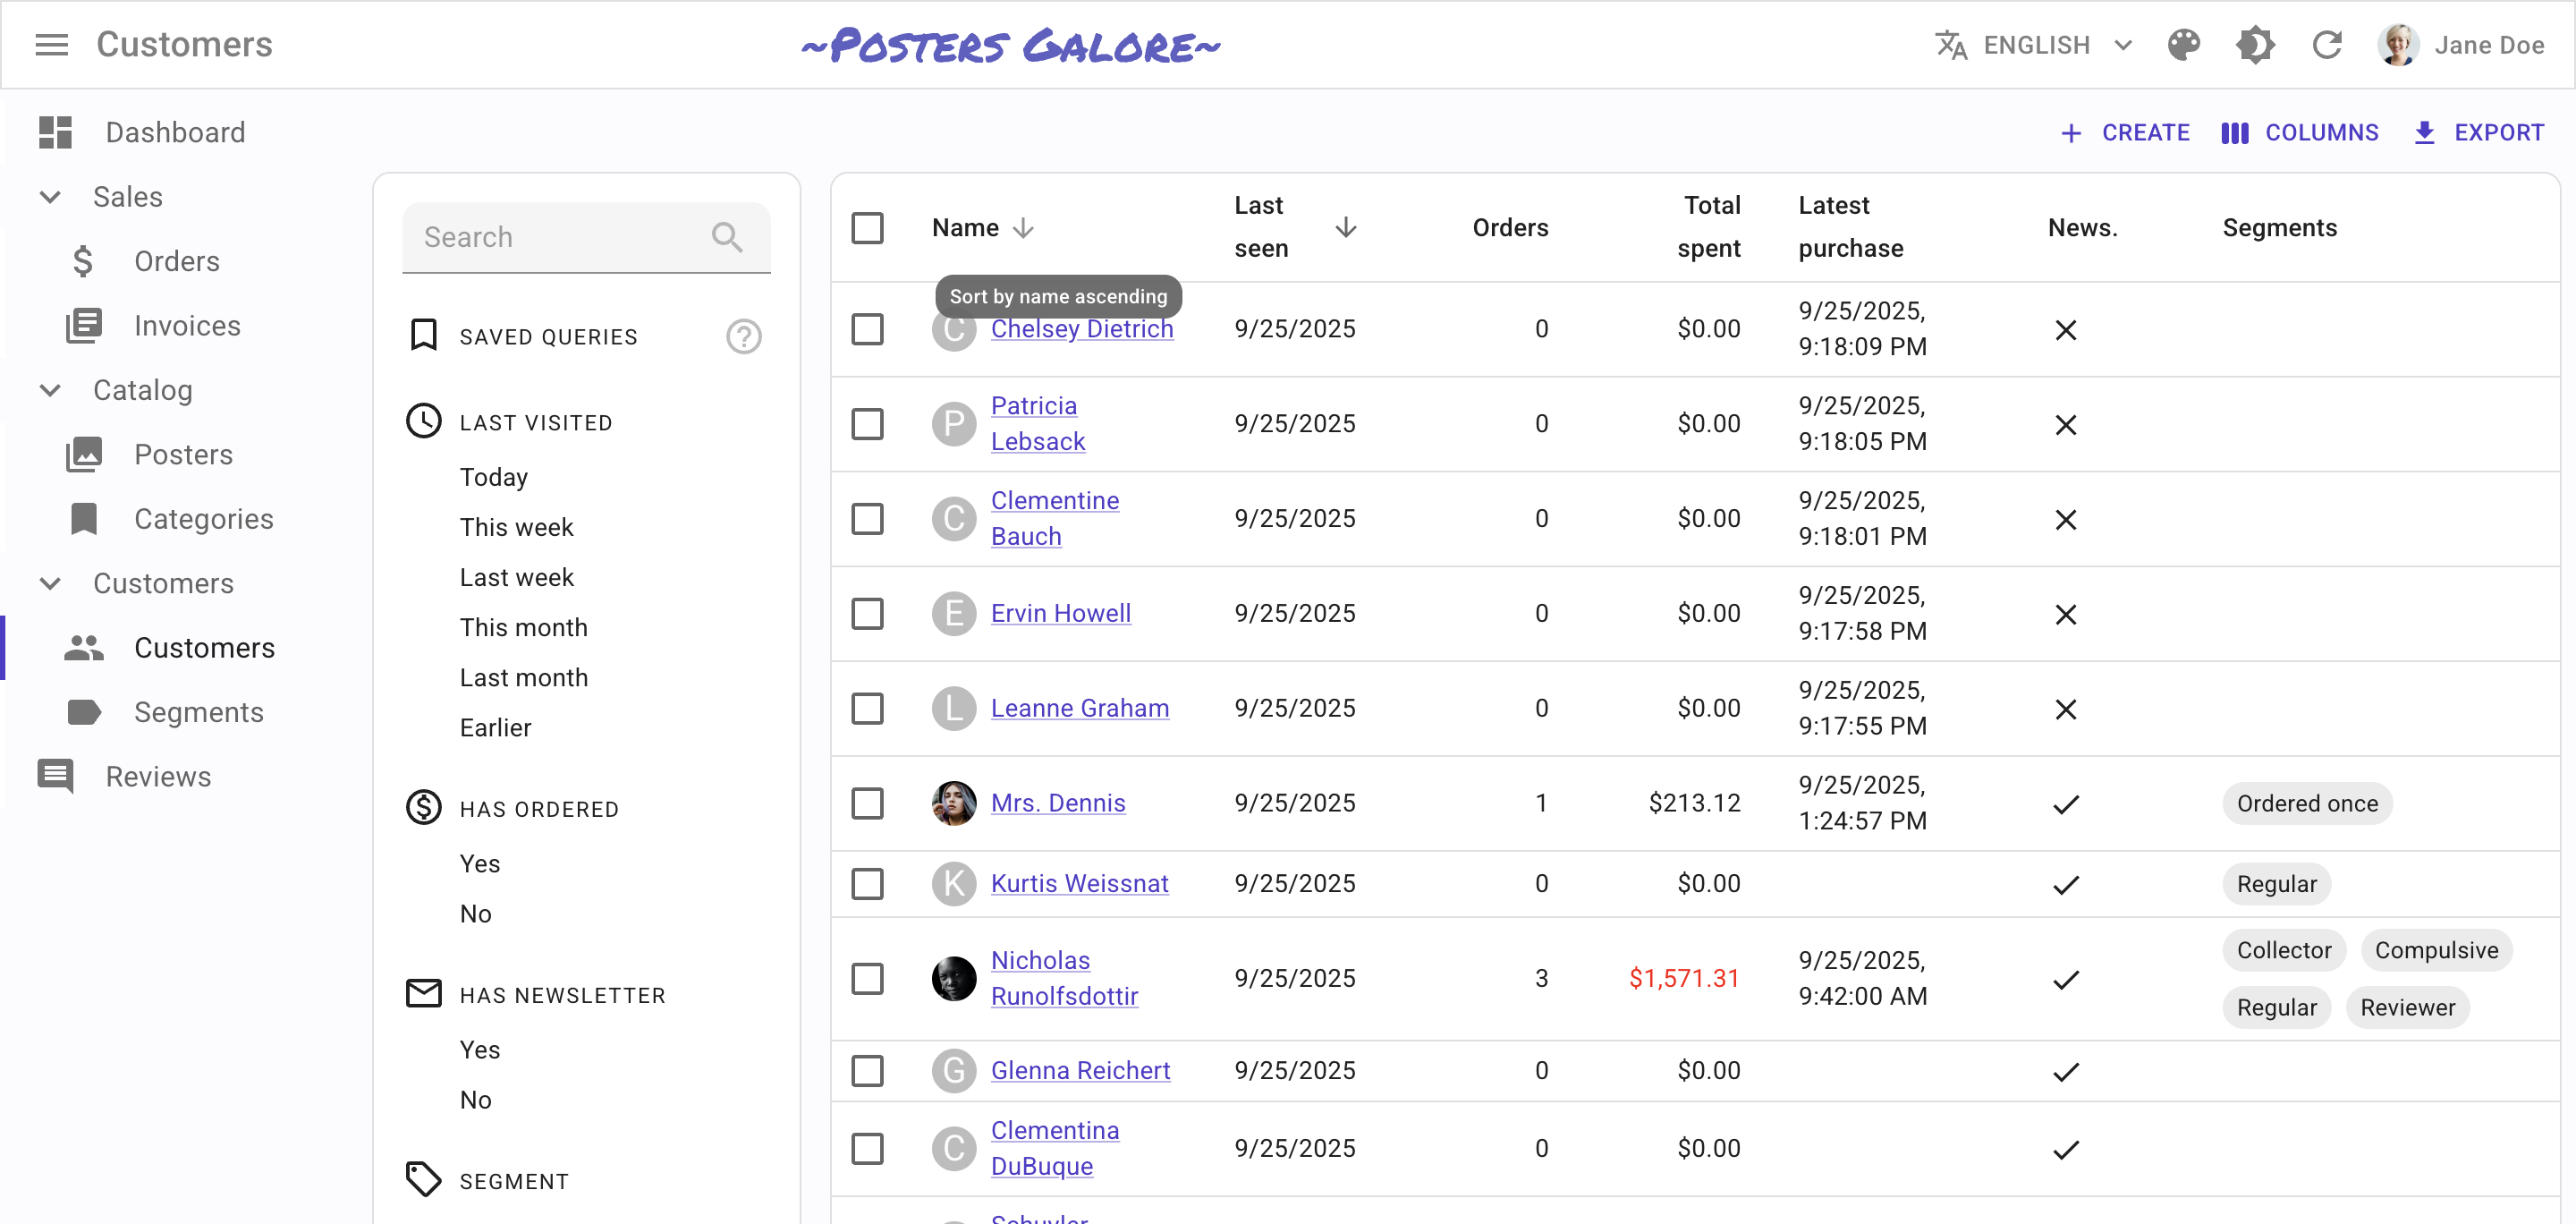 Customers
~Posters Galore~
ENGLISH
Jane Doe
Dashboard
Sales
Orders
Invoices
Catalog
Posters
Categories
Customers
Customers
Segments
Reviews
CREATE
COLUMNS
EXPORT
Search
SAVED QUERIES
?
LAST VISITED
Today
This week
Last week
This month
Last month
Earlier
HAS ORDERED
Yes
No
HAS NEWSLETTER
Yes
No
SEGMENT
Name
Last
seen
Orders
Total
spent
Latest
purchase
News.
Segments
Sort by name ascending
C
Chelsey Dietrich
9/25/2025
0
$0.00
9/25/2025,
9:18:09 PM
P
Patricia
Lebsack
9/25/2025
0
$0.00
9/25/2025,
9:18:05 PM
C
Clementine
Bauch
9/25/2025
0
$0.00
9/25/2025,
9:18:01 PM
E
Ervin Howell
9/25/2025
0
$0.00
9/25/2025,
9:17:58 PM
L
Leanne Graham
9/25/2025
0
$0.00
9/25/2025,
9:17:55 PM
Mrs. Dennis
9/25/2025
1
$213.12
9/25/2025,
1:24:57 PM
Ordered once
K
Kurtis Weissnat
9/25/2025
0
$0.00
Regular
Nicholas
Runolfsdottir
9/25/2025
3
$1,571.31
9/25/2025,
9:42:00 AM
Collector
Compulsive
Regular
Reviewer
G
Glenna Reichert
9/25/2025
0
$0.00
C
Clementina
DuBuque
9/25/2025
0
$0.00